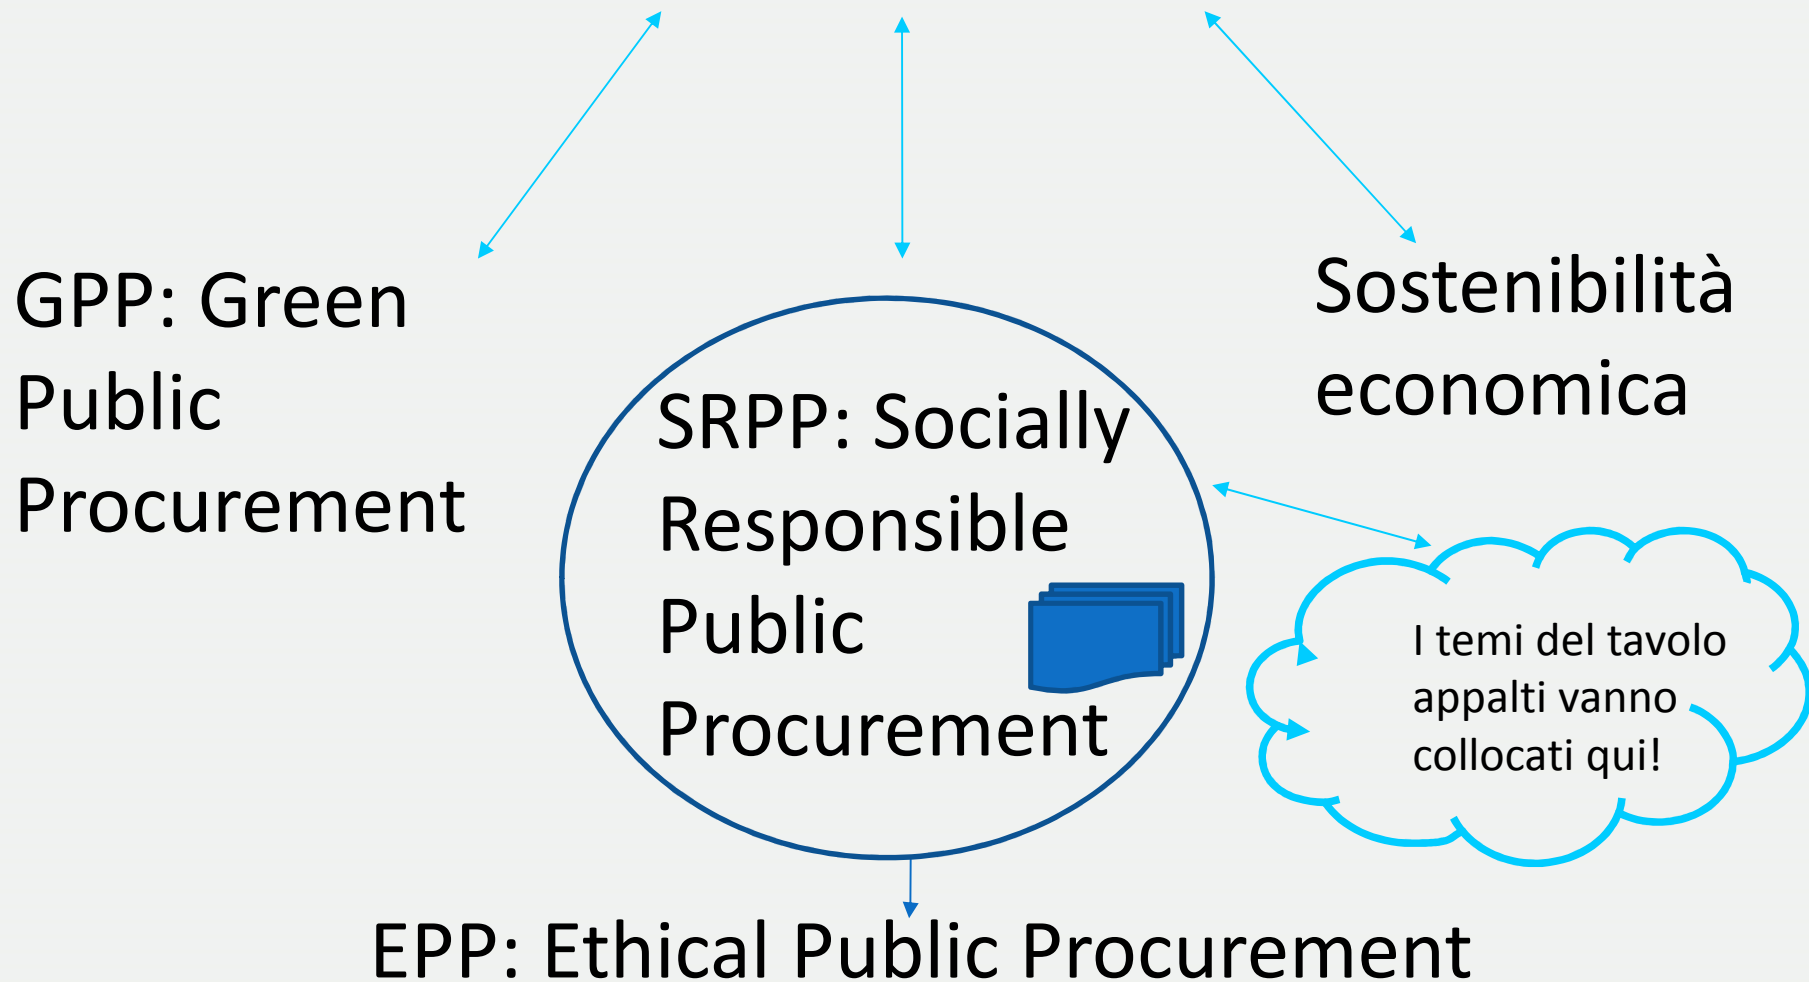 GPP: Green
Public
Procurement
SRPP: Socially
Responsible
Public
Procurement
Sostenibilità
economica
I temi del tavolo
appalti vanno
collocati qui!
EPP: Ethical Public Procurement